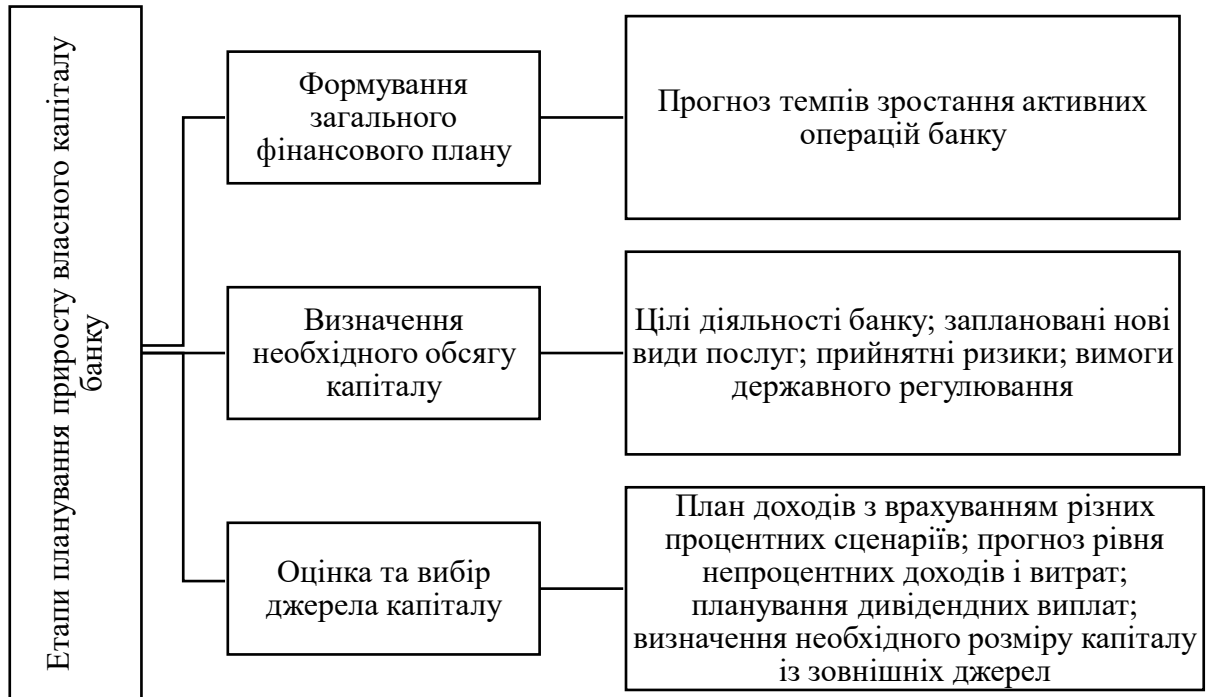 Етапи планування приросту власного капіталу
банку
Формування
загального
фінансового плану
Прогноз темпів зростання активних
операцій банку
Визначення
необхідного обсягу
капіталу
Цілі діяльності банку; заплановані нові
види послуг; прийнятні ризики; вимоги
державного регулювання
Оцінка та вибір
джерела капіталу
План доходів з врахуванням різних
процентних сценаріїв; прогноз рівня
непроцентних доходів і витрат;
планування дивідендних виплат;
визначення необхідного розміру капіталу
із зовнішніх джерел